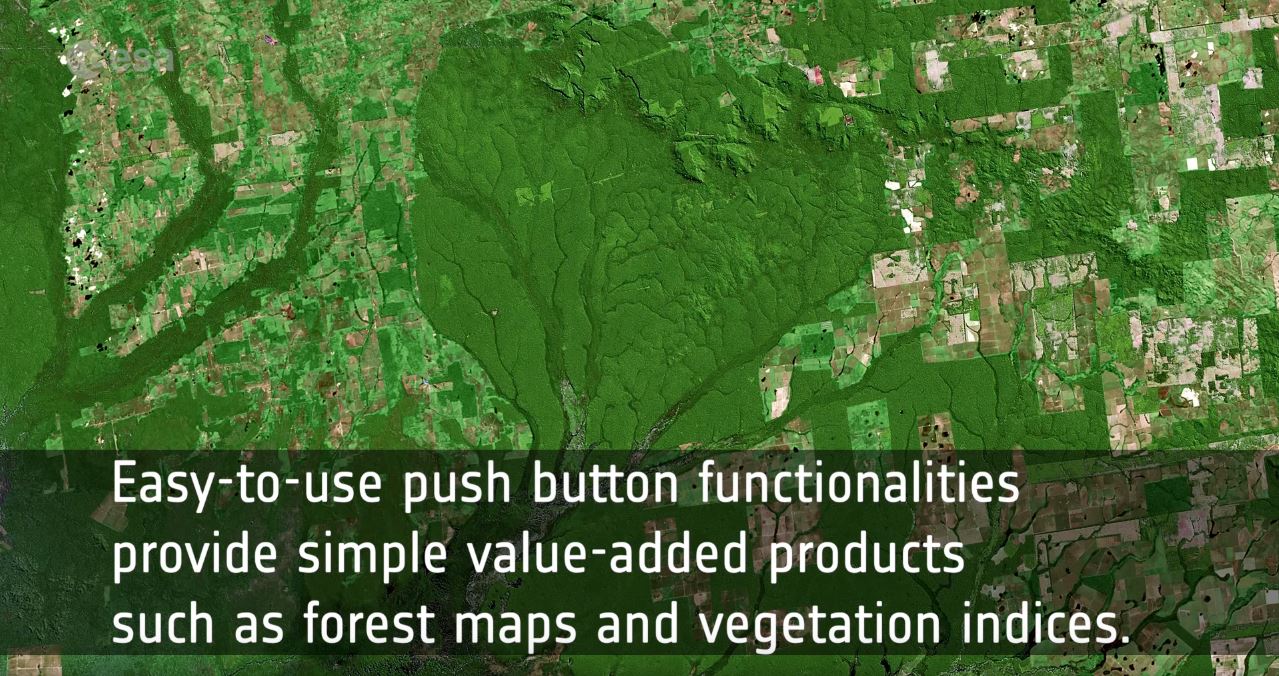 esa
Easy-to-use push button functionalities
provide simple value-added products
such as forest maps and vegetation indices.